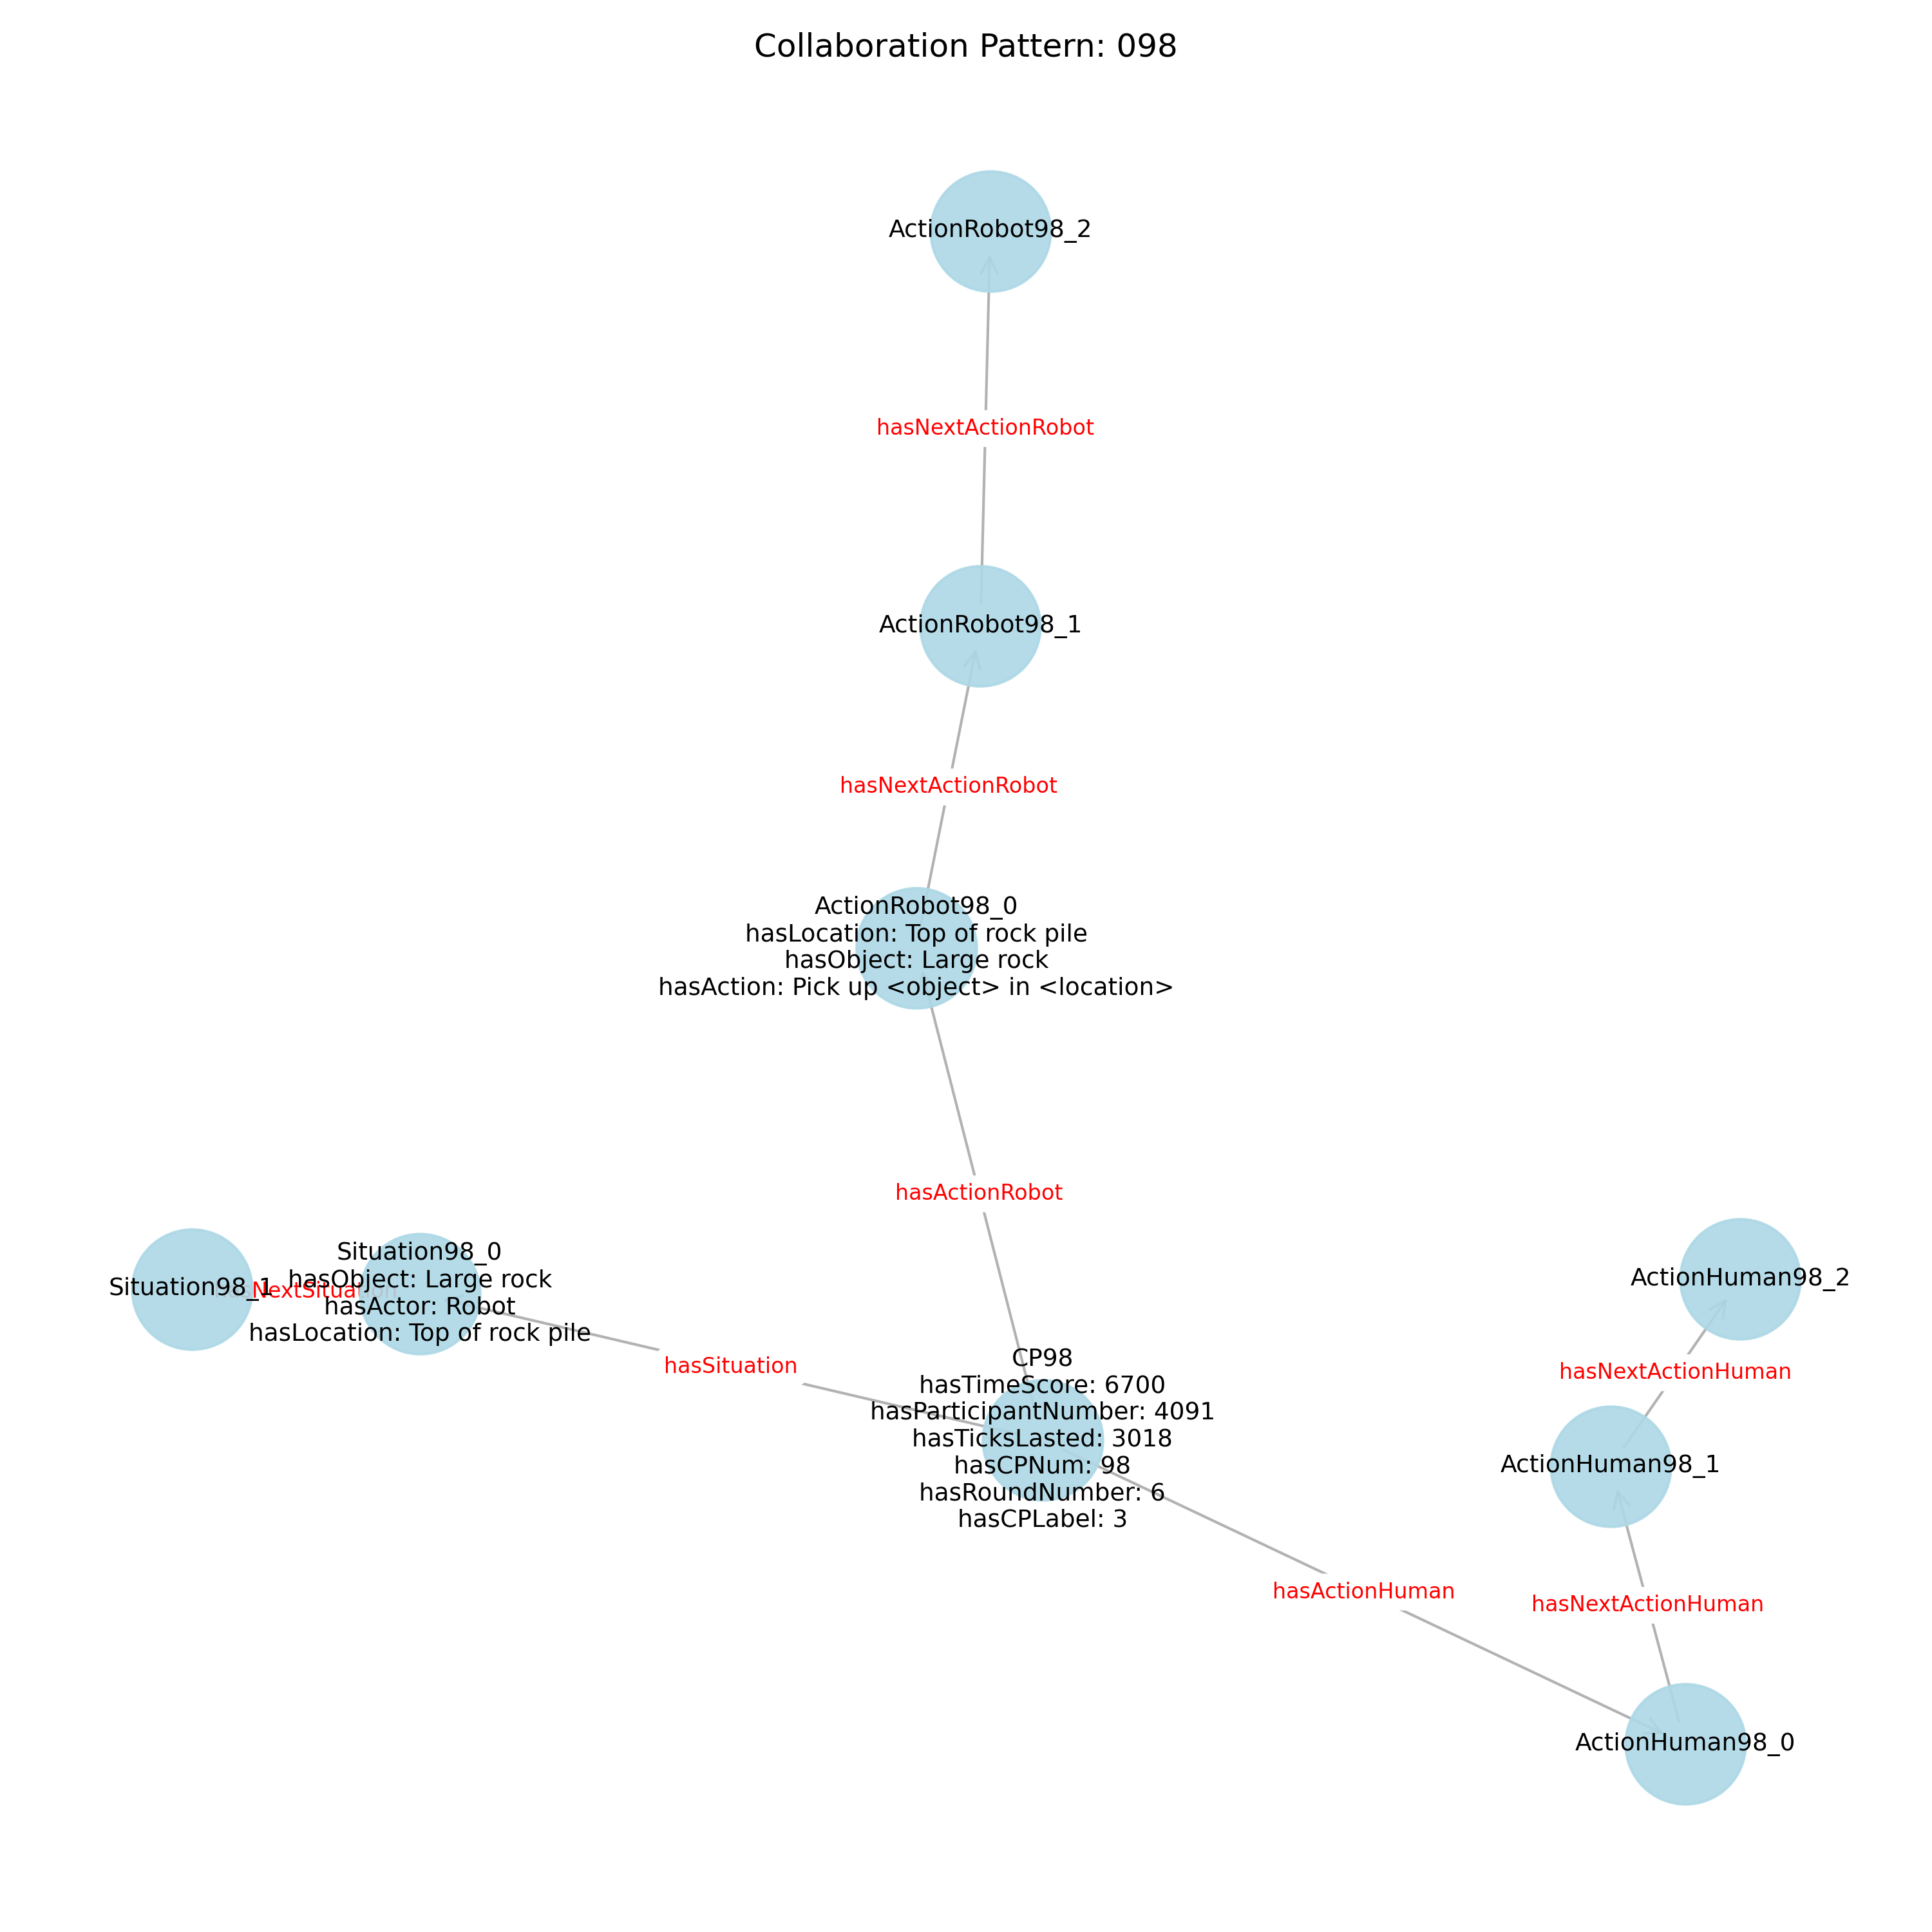 Collaboration Pattern: 098
ActionRobot98_2
hasNextActionRobot
ActionRobot98_1
hasNextActionRobot
ActionRobot98_0
hasLocation: Top of rock pile
hasObject: Large rock
hasAction: Pick up <object> in <location>
hasActionRobot
Situation98_1
hasNextSituation
Situation98_0
hasObject: Large rock
hasActor: Robot
hasLocation: Top of rock pile
hasSituation
CP98
hasTimeScore: 6700
hasParticipantNumber: 4091
hasTicksLasted: 3018
hasCPNum: 98
hasRoundNumber: 6
hasCPLabel: 3
ActionHuman98_2
hasNextActionHuman
ActionHuman98_1
hasActionHuman
hasNextActionHuman
ActionHuman98_0